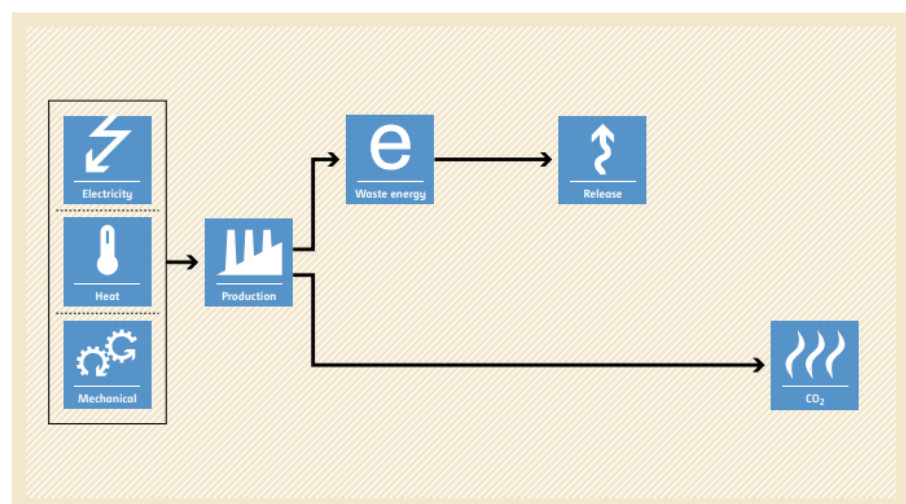 Electricity
Heat
Mechanical
Production
e
Waste energy
Release
CO₂